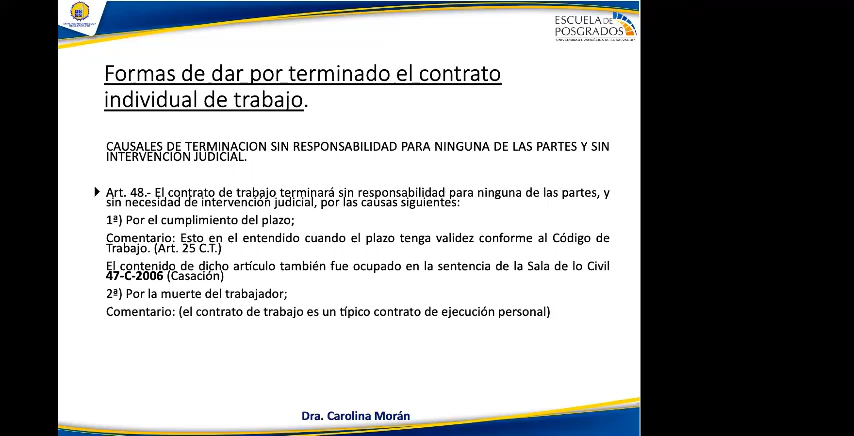 ESCUELA DE
POSGRADOS
Formas de dar por terminado el contrato
individual de trabajo.
CAUSALES DE TERMINACION SIN RESPONSABILIDAD PARA NINGUNA DE LAS PARTES Y SIN
INTERVENCION JUDICIAL.
Art. 48.- El contrato de trabajo terminará sin responsabilidad para ninguna de las partes, y
sin necesidad de intervención judicial, por las causas siguientes:
1ª) Por el cumplimiento del plazo;
Comentario: Esto en el entendido cuando el plazo tenga validez conforme al Código de
Trabajo. (Art. 25 C.T.)
El contenido de dicho artículo también fue ocupado en la sentencia de la Sala de lo Civil
47-C-2006 (Casación)
2ª) Por la muerte del trabajador;
Comentario: (el contrato de trabajo es un típico contrato de ejecución personal)
Dra. Carolina Morán